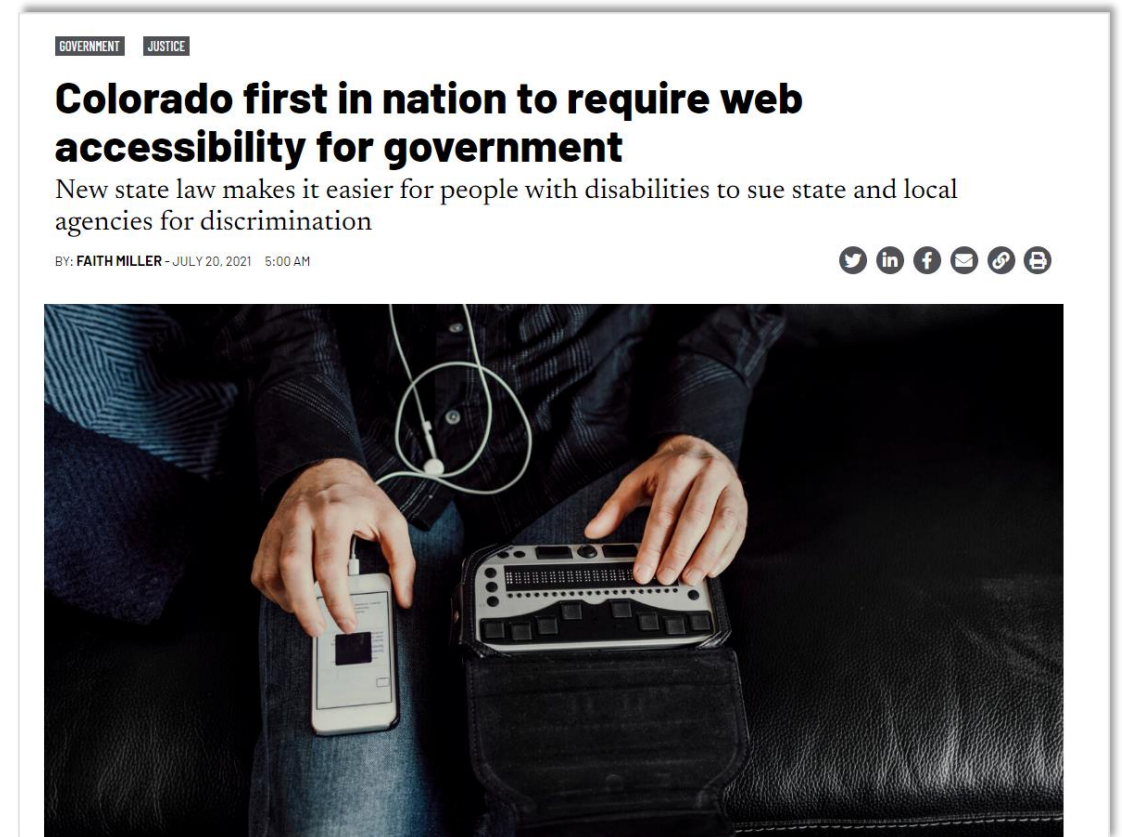 GOVERNMENT JUSTICE
Colorado first in nation to require web
accessibility for government
New state law makes it easier for people with disabilities to sue state and local
agencies for discrimination
BY: FAITH MILLER - JULY 20, 2021 5:00 AM